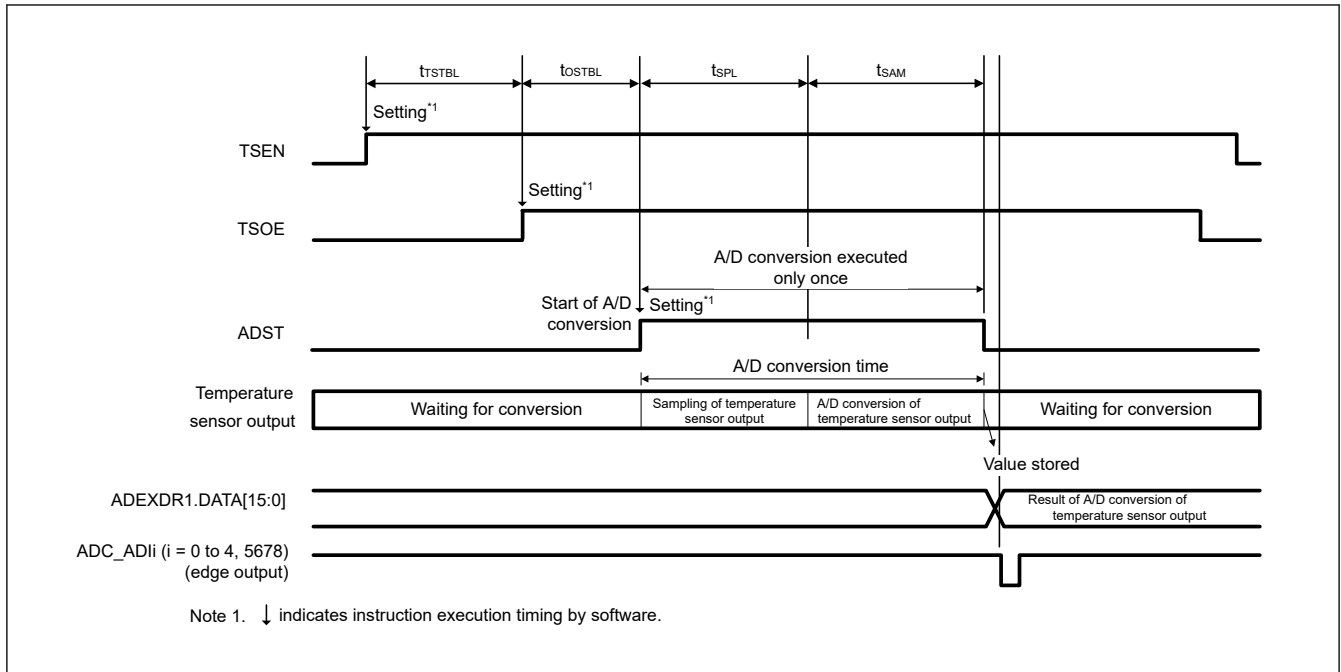 tTSTBL
tOSTBL
tSPL
tSAM
Setting*1
TSEN
Setting*1
TSOE
A/D conversion executed
only once
Start of A/D
conversion
Setting*1
ADST
A/D conversion time
Temperature
sensor output
Waiting for conversion
Sampling of temperature
sensor output
A/D conversion of
temperature sensor output
Waiting for conversion
Value stored
ADEXDR1.DATA[15:0]
Result of A/D conversion of
temperature sensor output
ADC_ADIi (i = 0 to 4, 5678)
(edge output)
Note 1. ↓ indicates instruction execution timing by software.